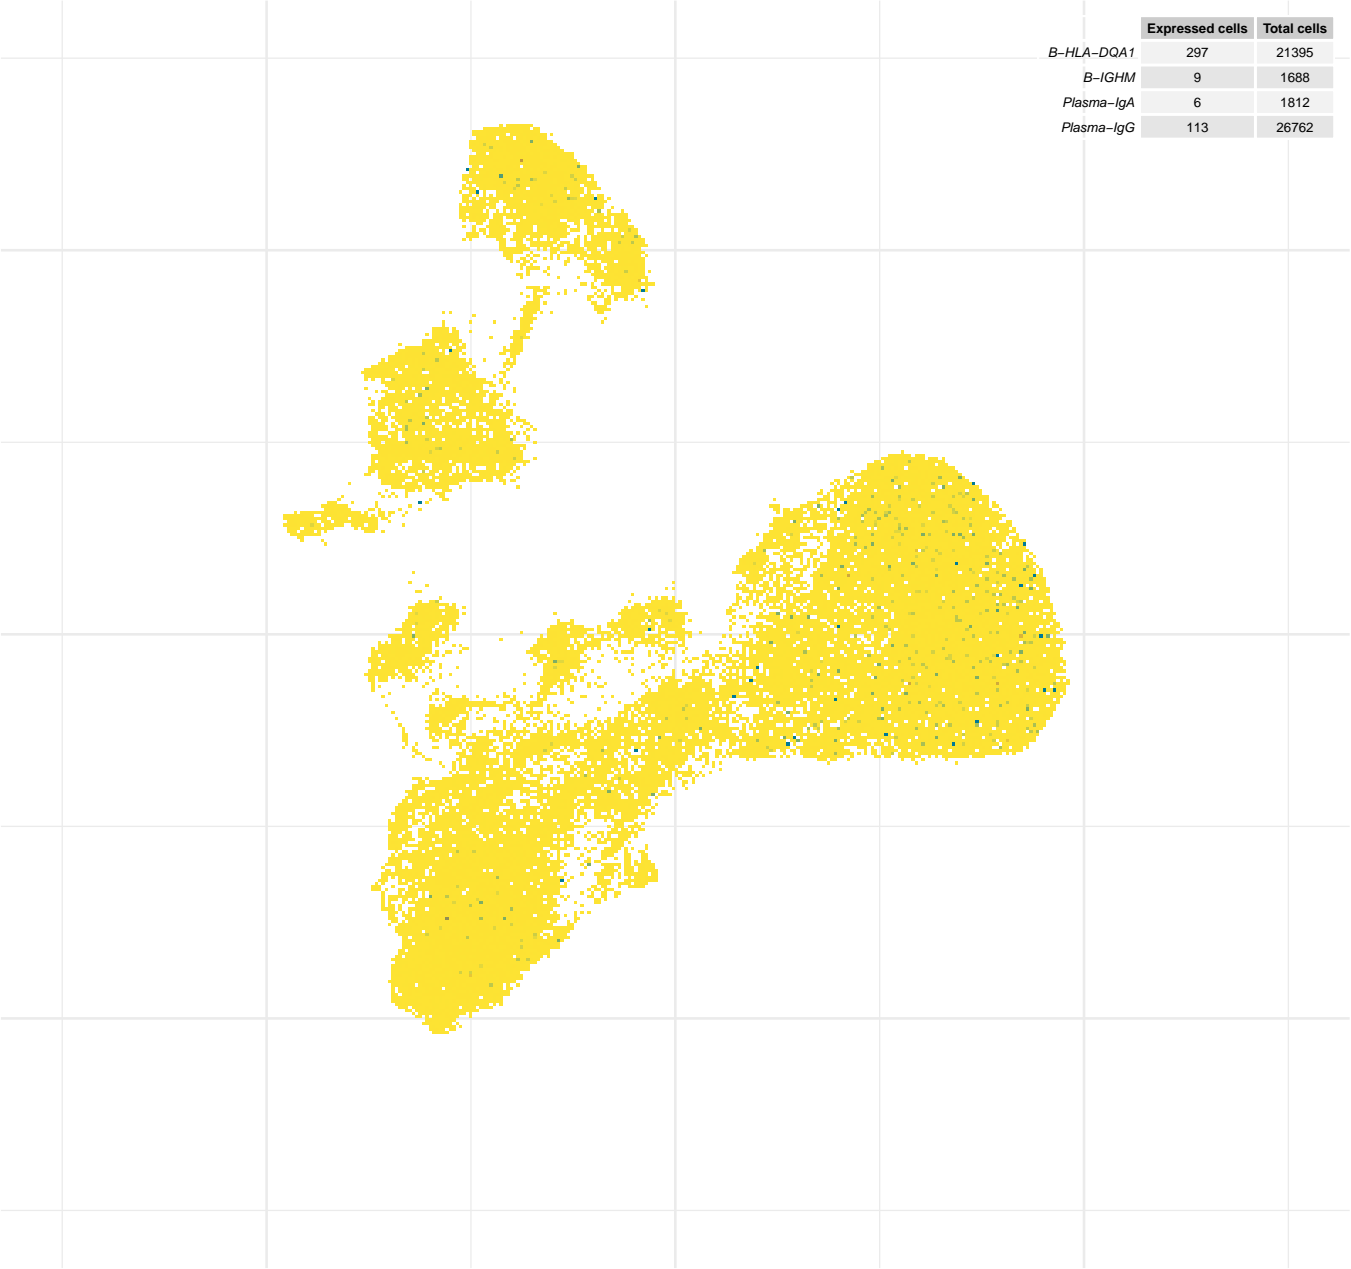 Expressed cells Total cells
B−HLA−DQA1 297 21395
B−IGHM 9 1688
Plasma−IgA 6 1812
Plasma−IgG 113 26762